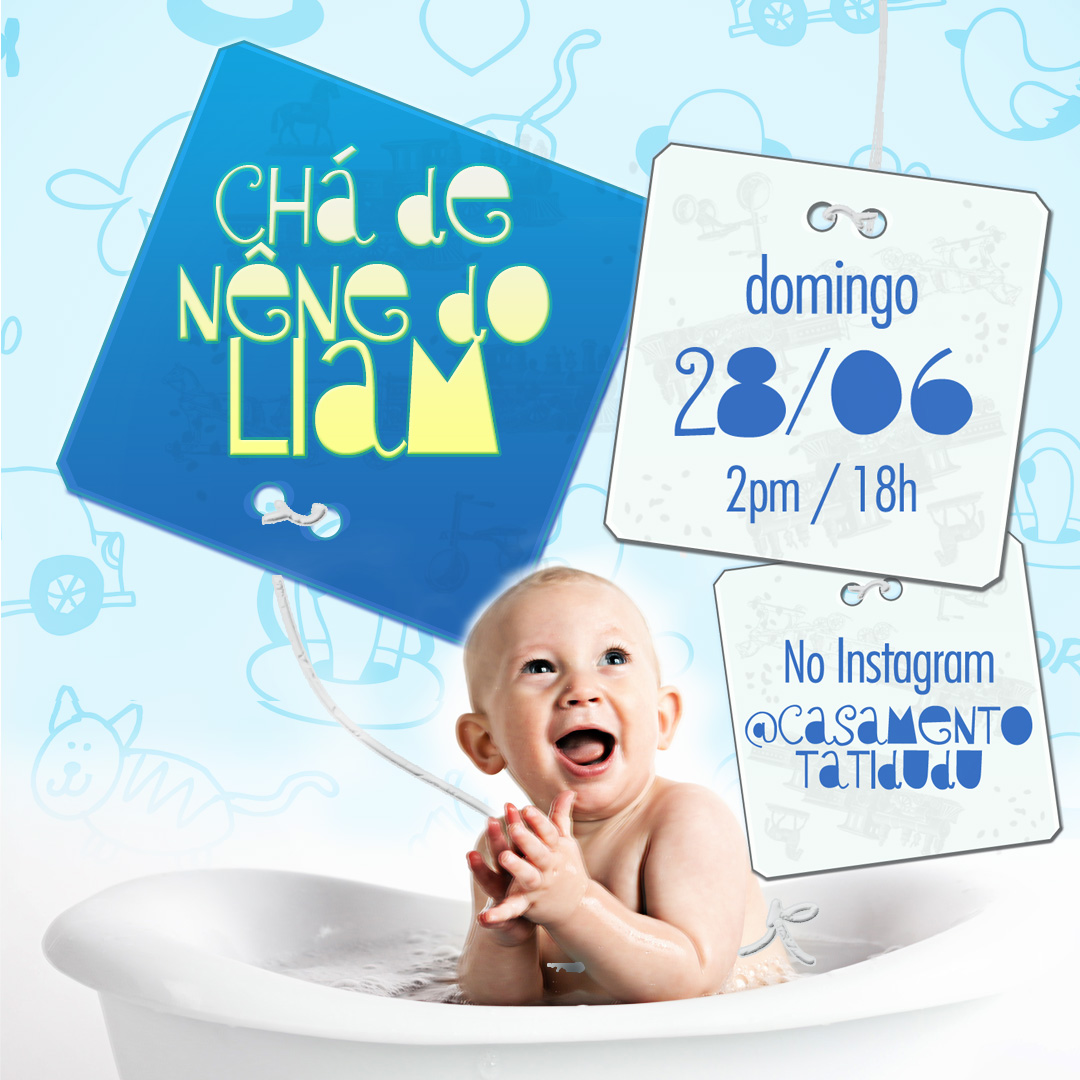 CHá de
NêNe do
LIaM
domingo
28/06
2pm / 18h
No Instagram
@CasaMeNTO
TaTIdUdU